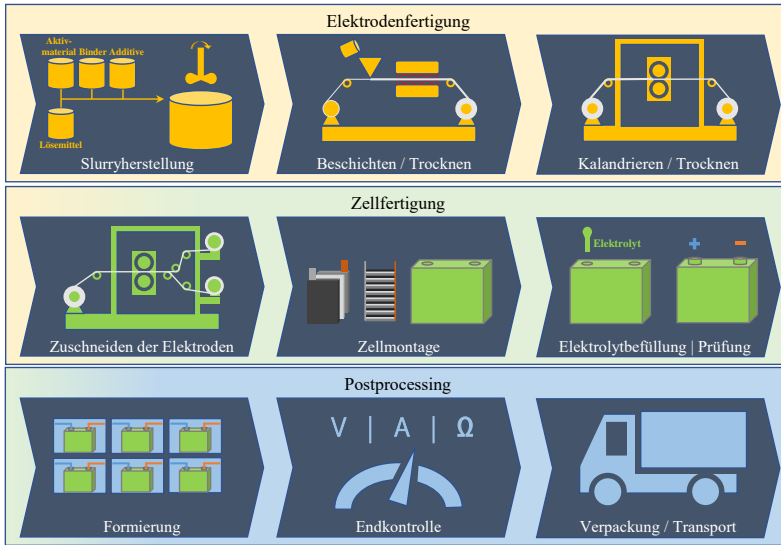 Elektrodenfertigung
Aktiv-
material Binder Additive
Lösemittel
Slurryherstellung
Beschichten / Trocknen
Kalandrieren / Trocknen
Zellfertigung
Elektrolyt
+ −
Zuschneiden der Elektroden
Zellmontage
Elektrolytbefüllung | Prüfung
Postprocessing
V | A | Ω
Formierung
Endkontrolle
Verpackung / Transport